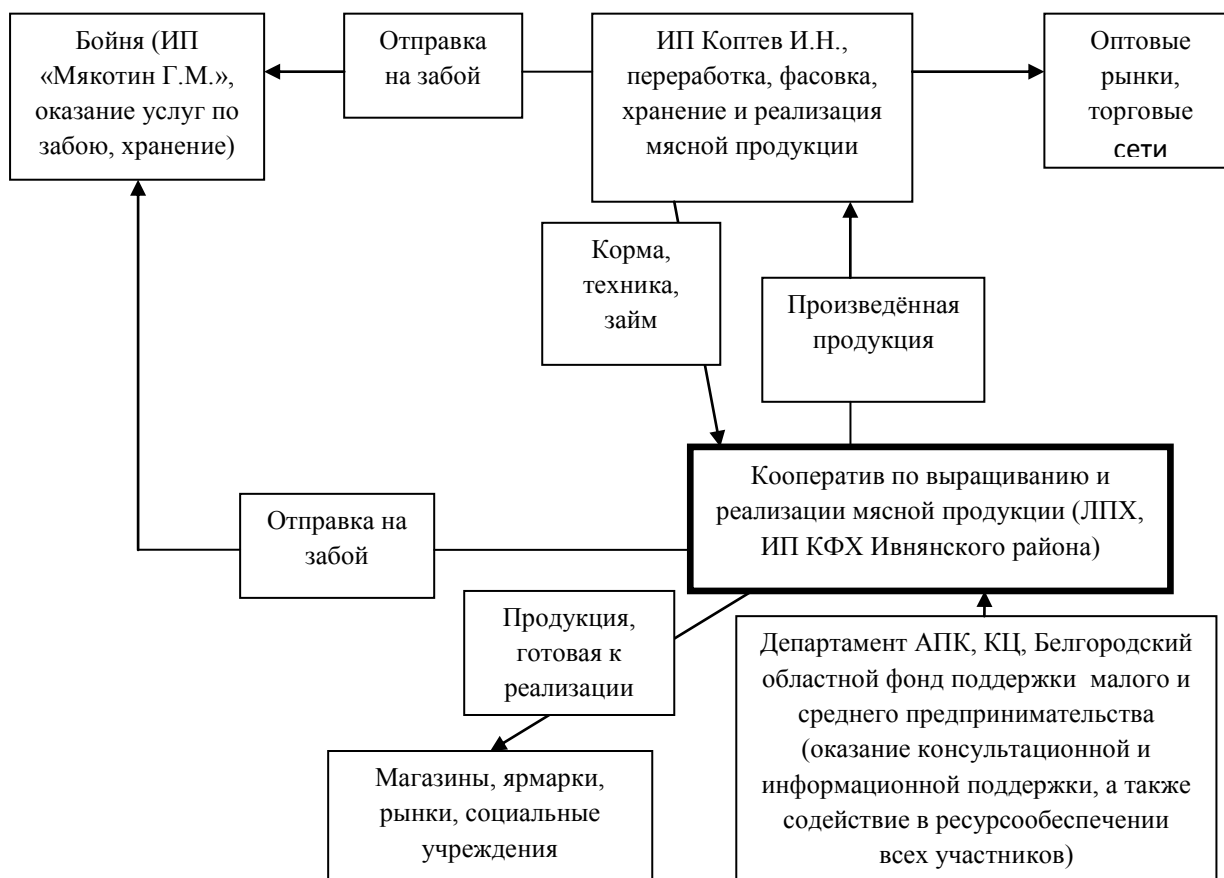 Бойня (ИП
«Мякотин Г.М.»,
оказание услуг по
забою, хранение)
Отправка
на забой
ИП Коптев И.Н.,
переработка, фасовка,
хранение и реализация
мясной продукции
Оптовые
рынки,
торговые
сети
Корма,
техника,
займ
Произведённая
продукция
Кооператив по выращиванию и
реализации мясной продукции (ЛПХ,
ИП КФХ Ивнянского района)
Отправка на
забой
Продукция,
готовая к
реализации
Департамент АПК, КЦ, Белгородский
областной фонд поддержки малого и
среднего предпринимательства
(оказание консультационной и
информационной поддержки, а также
содействие в ресурсообеспечении
всех участников)
Магазины, ярмарки,
рынки, социальные
учреждения